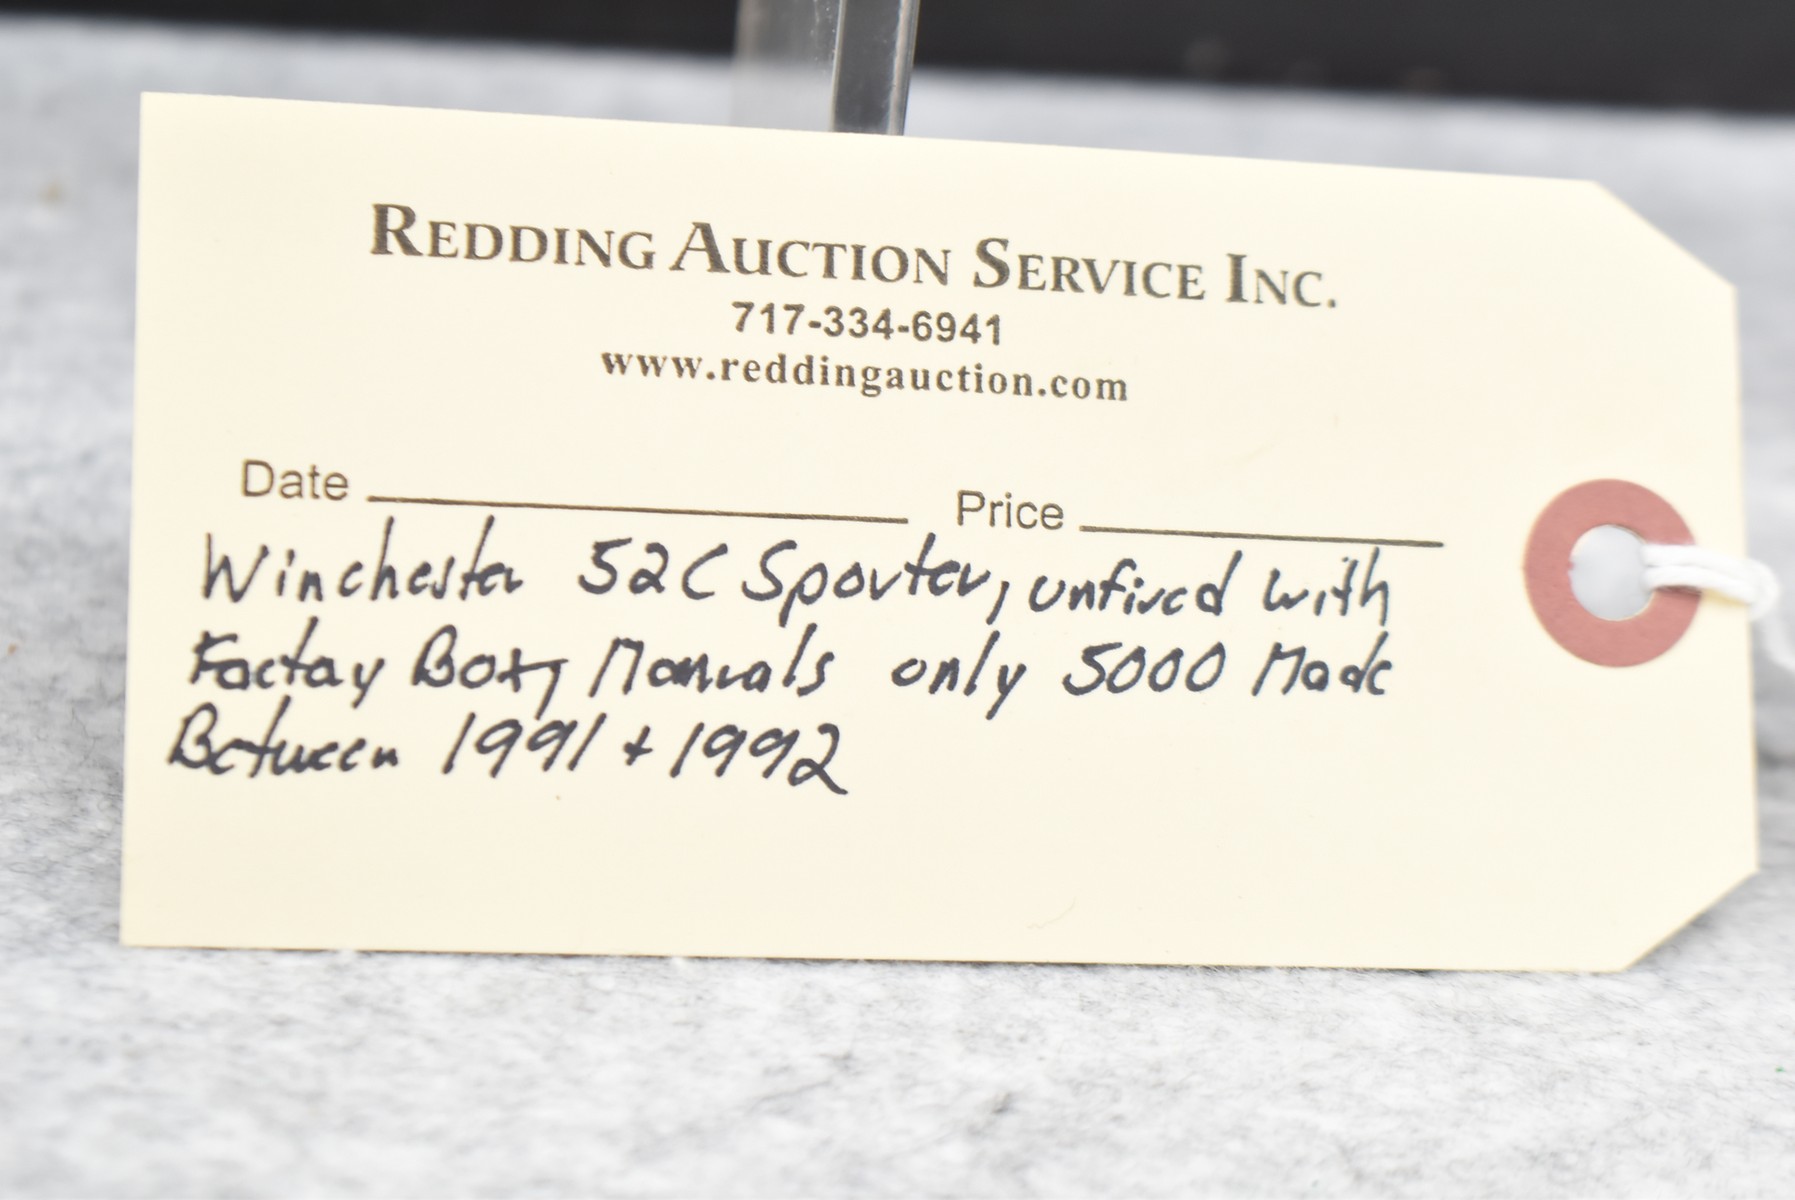 Redding Auction Service Inc.
717-334-6941
www.reddingauction.com
Date Price
Winchester 52C Sporter, unfired with
Factory Box, Manuals only 5000 Made
Between 1991 + 1992